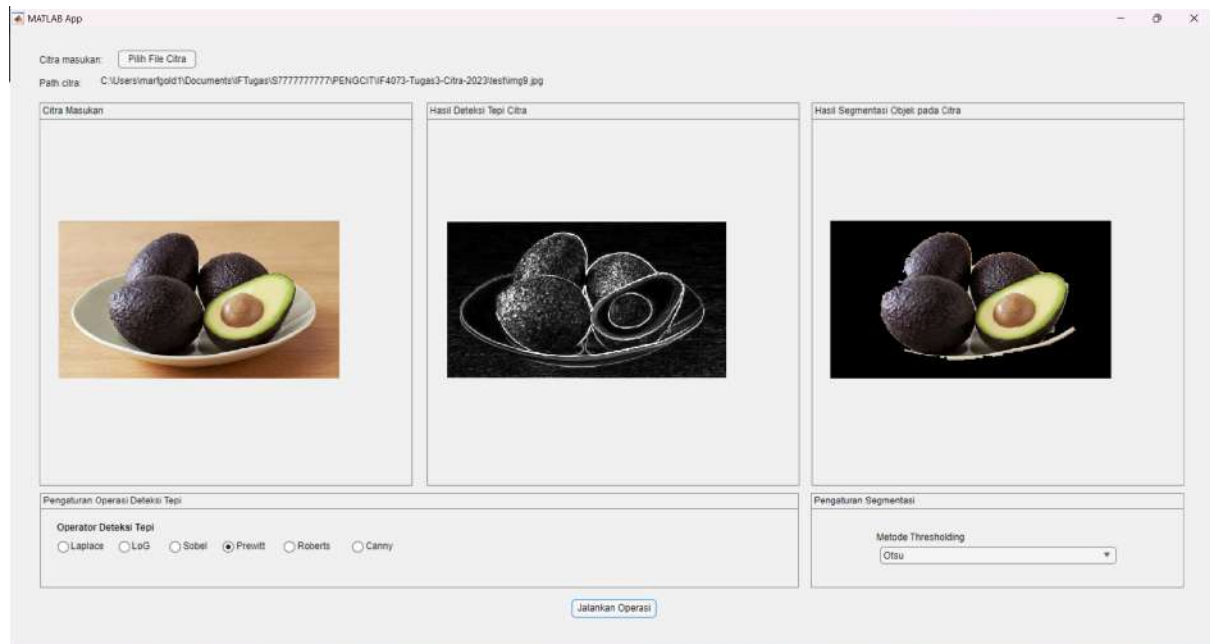 MATLAB App
Citra masukan: Pilih File Citra
Path citra: C:\Users\marfgold1\Documents\IFTugas\S7777777777\PENGCIT\IF4073-Tugas3-Citra-2023\test\img9.jpg
Citra Masukan
Hasil Deteksi Tepi Citra
Hasil Segmentasi Objek pada Citra
Pengaturan Operasi Deteksi Tepi
Operator Deteksi Tepi
Laplace LoG Sobel Prewitt Roberts Canny
Pengaturan Segmentasi
Metode Thresholding
Otsu
Jalankan Operasi